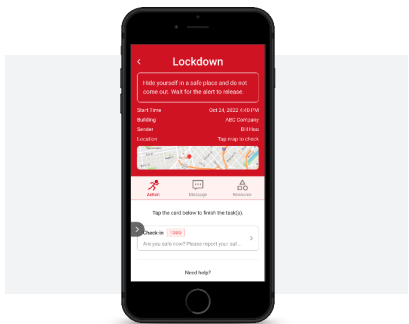 Lockdown
Hide yourself in a safe place and do not
come out. Wait for the alert to release.
Start Time Oct 24, 2022 4:40 PM
Building ABC Company
Sender Bill Hsu
Location Tap map to check
Action Message Resources
Tap the card below to finish the task(s).
Check-in TODO
Are you safe now? Please report your saf...
Need help?